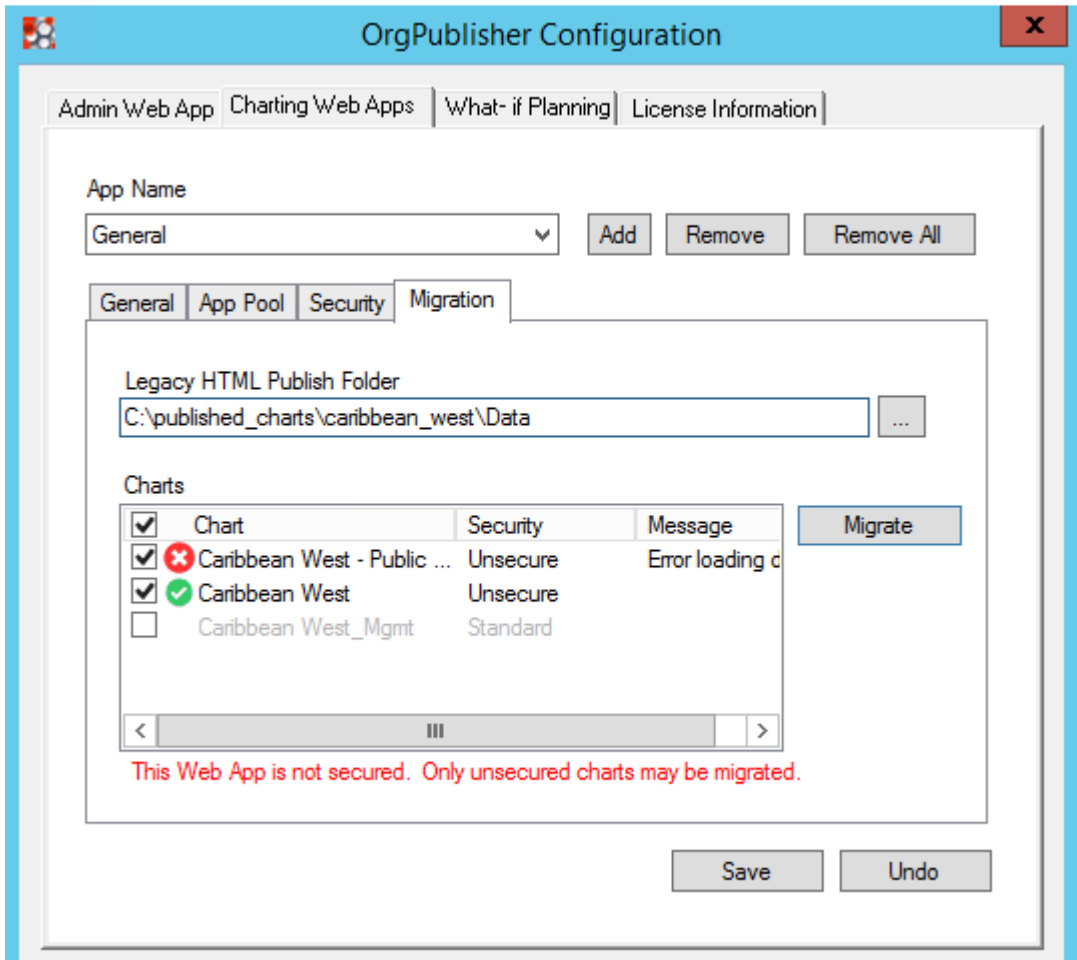 OrgPublisher Configuration
x
Admin Web App Charting Web Apps What- if Planning License Information
App Name
General Add Remove Remove All
General App Pool Security Migration
Legacy HTML Publish Folder
C:\published_charts\caribbean_west\Data ...
Charts
Chart Security Message Migrate
Caribbean West - Public ... Unsecure Error loading d
Caribbean West Unsecure
Caribbean West_Mgmt Standard
This Web App is not secured. Only unsecured charts may be migrated.
Save Undo